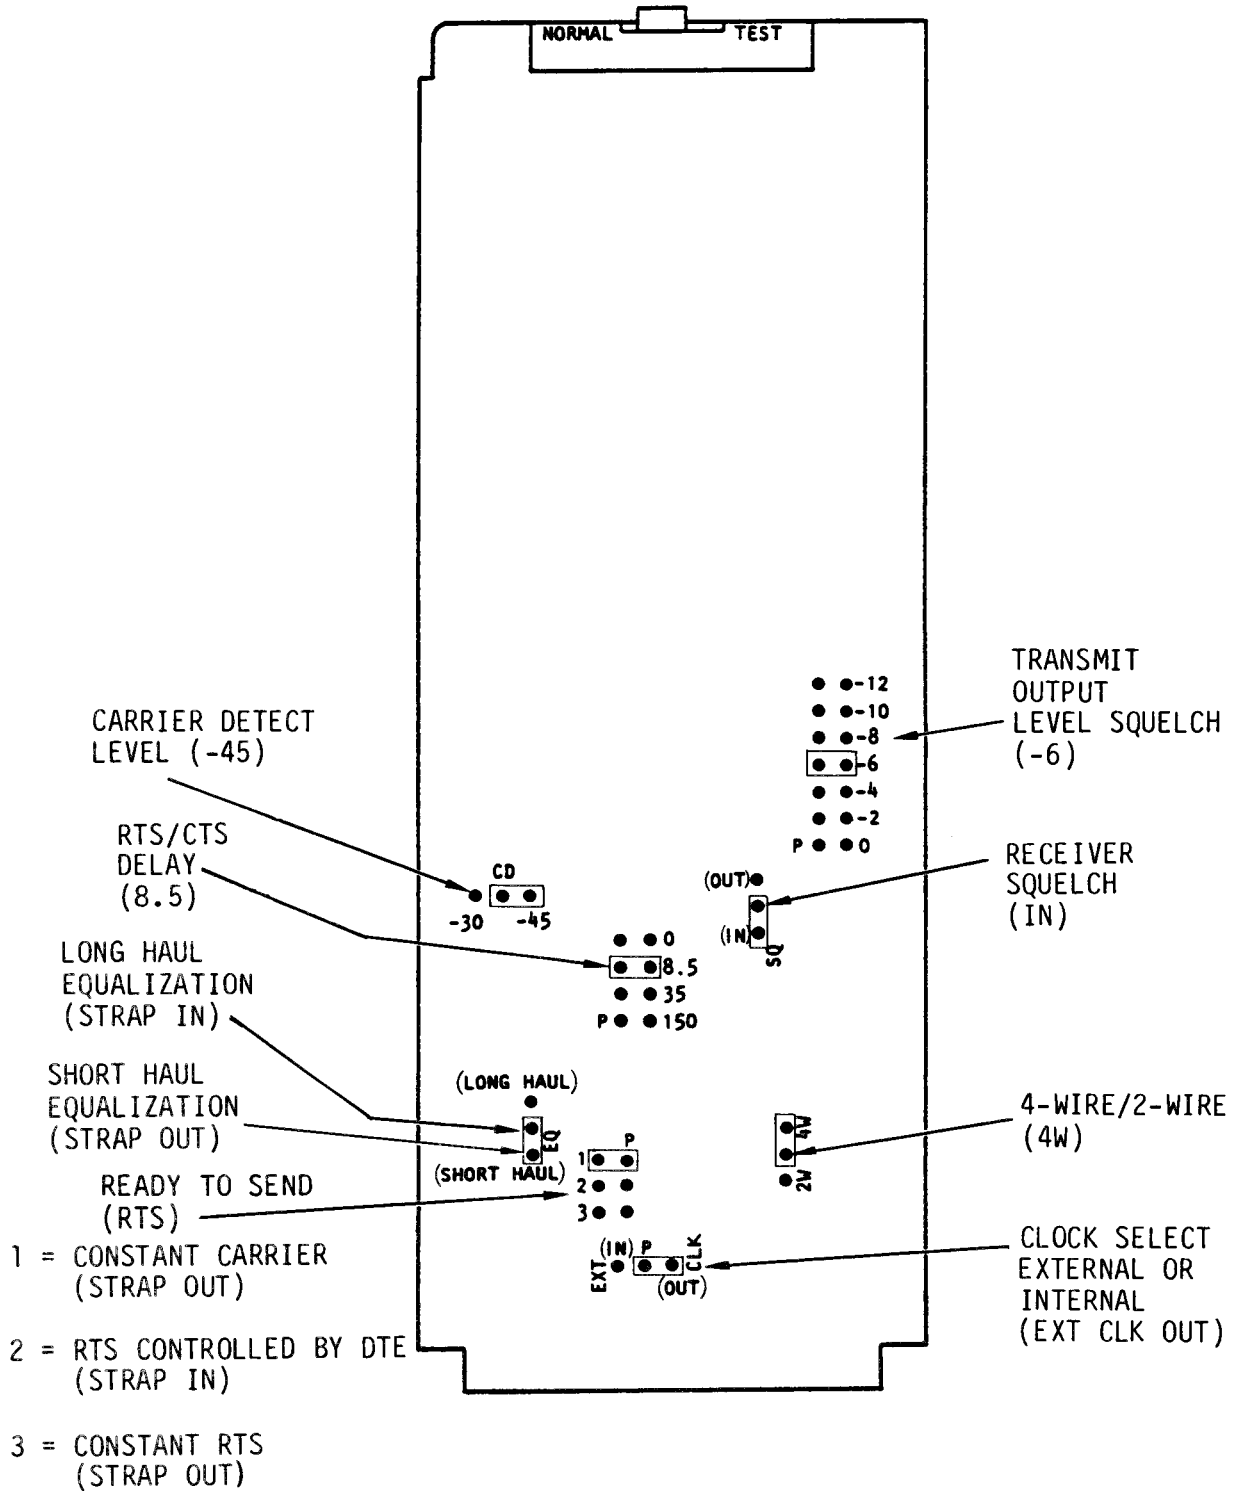 NORMAL TEST
TRANSMIT
OUTPUT
LEVEL SQUELCH
(-6)
-12
-10
-8
-6
-4
-2
P 0
CARRIER DETECT
LEVEL (-45)
RTS/CTS
DELAY
(8.5)
CD
-30 -45
(OUT)
(IN)
SQ
RECEIVER
SQUELCH
(IN)
0
8.5
35
P 150
LONG HAUL
EQUALIZATION
(STRAP IN)
SHORT HAUL
EQUALIZATION
(STRAP OUT)
(LONG HAUL)
EQ
(SHORT HAUL)
4-WIRE/2-WIRE
(4W)
4W
2W
READY TO SEND
(RTS)
P
1
2
3
1 = CONSTANT CARRIER
(STRAP OUT)
2 = RTS CONTROLLED BY DTE
(STRAP IN)
3 = CONSTANT RTS
(STRAP OUT)
(IN) P
EXT
CLK
(OUT)
CLOCK SELECT
EXTERNAL OR
INTERNAL
(EXT CLK OUT)